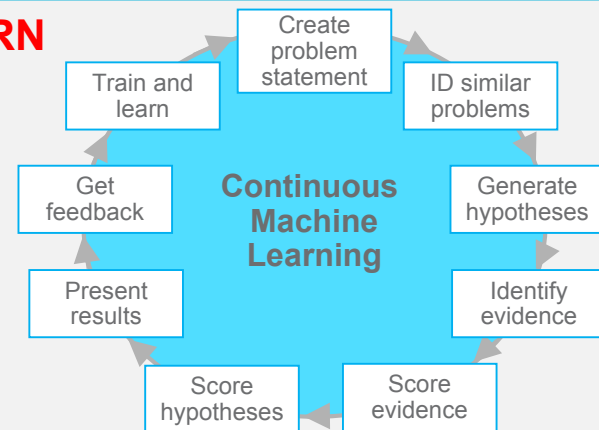 RN
Create
problem
statement
ID similar
problems
Generate
hypotheses
Identify
evidence
Score
evidence
Score
hypotheses
Present
results
Get
feedback
Train and
learn
Continuous
Machine
Learning